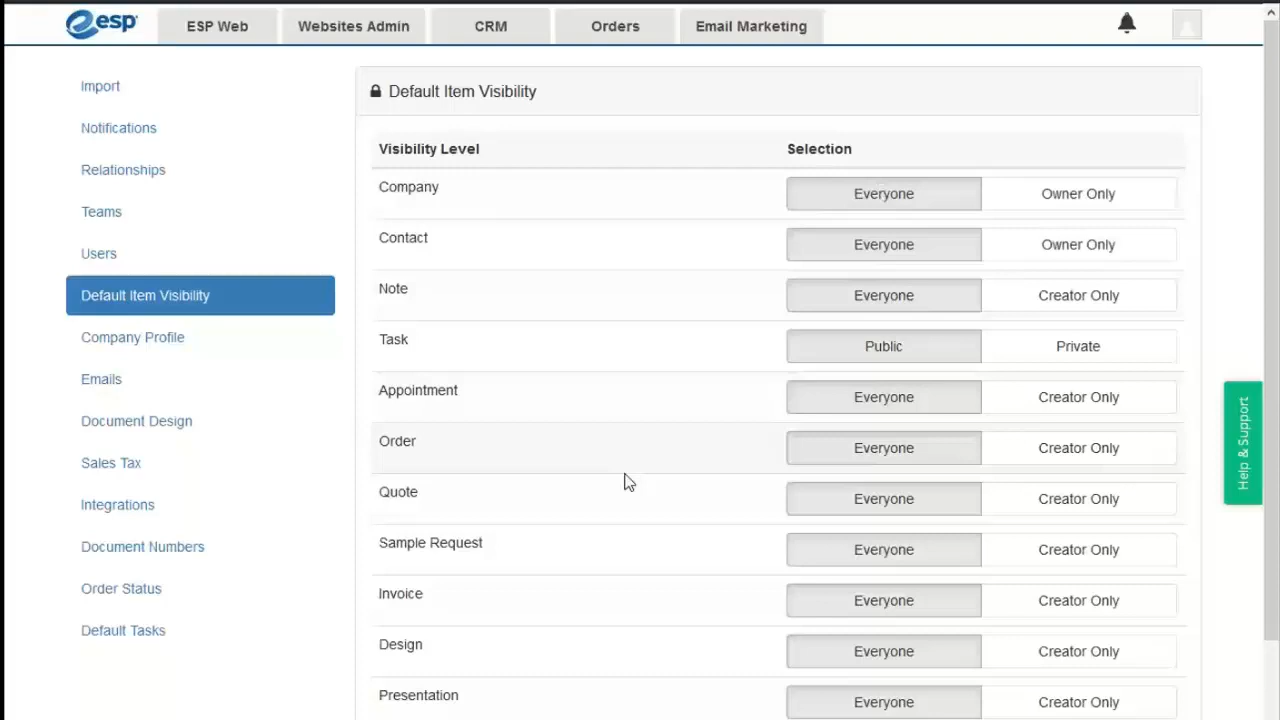 esp
ESP Web
Websites Admin
CRM
Orders
Email Marketing
Import
Notifications
Relationships
Teams
Users
Default Item Visibility
Company Profile
Emails
Document Design
Sales Tax
Integrations
Document Numbers
Order Status
Default Tasks
Default Item Visibility
Visibility Level Selection
Company Everyone Owner Only
Contact Everyone Owner Only
Note Everyone Creator Only
Task Public Private
Appointment Everyone Creator Only
Order Everyone Creator Only
Quote Everyone Creator Only
Sample Request Everyone Creator Only
Invoice Everyone Creator Only
Design Everyone Creator Only
Presentation Everyone Creator Only
Help & Support